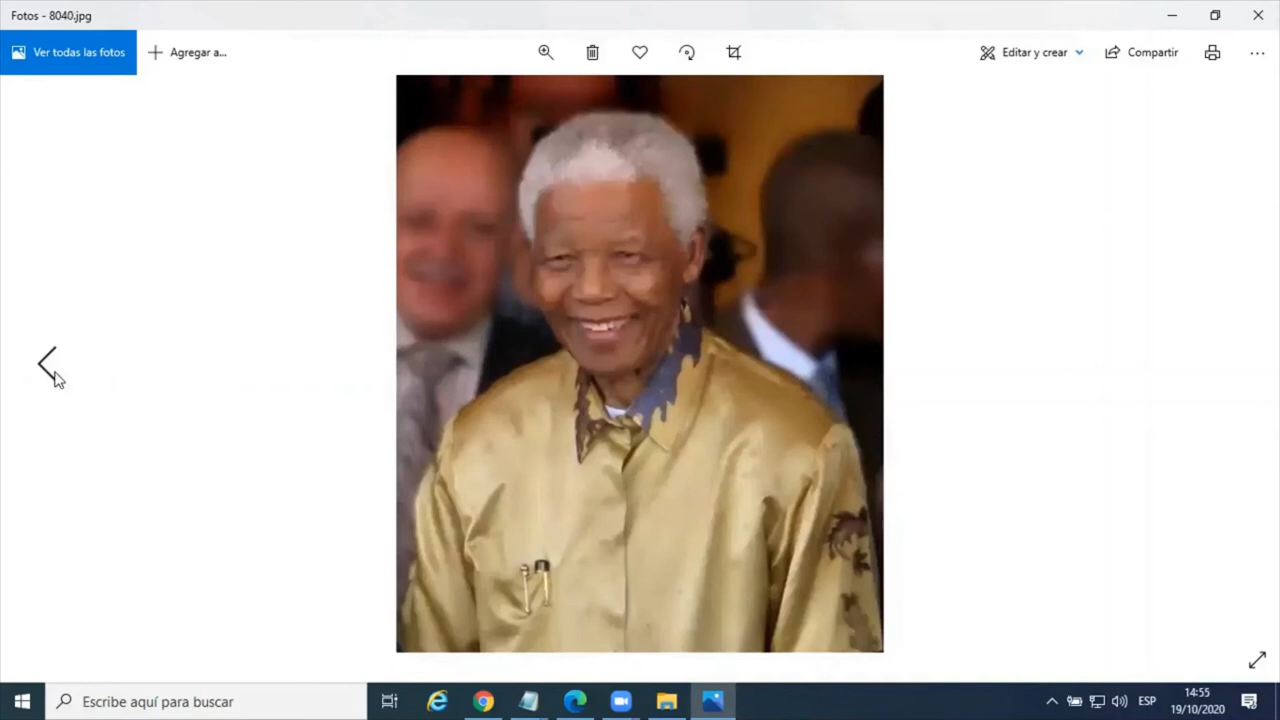 Fotos - 8040.jpg
Ver todas las fotos
Agregar a...
Editar y crear
Compartir
Escribe aquí para buscar
ESP
14:55
19/10/2020